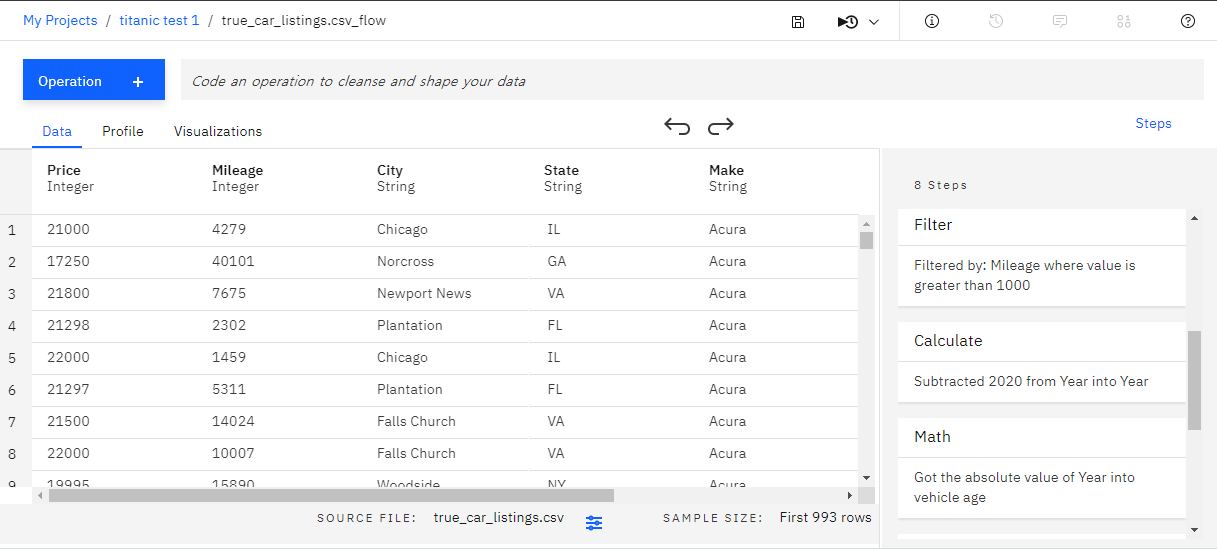 My Projects / titanic test 1 / true_car_listings.csv_flow
Operation +
Code an operation to cleanse and shape your data
Data Profile Visualizations
Steps
Price Mileage City State Make
Integer Integer String String String
1 21000 4279 Chicago IL Acura
2 17250 40101 Norcross GA Acura
3 21800 7675 Newport News VA Acura
4 21298 2302 Plantation FL Acura
5 22000 1459 Chicago IL Acura
6 21297 5311 Plantation FL Acura
7 21500 14024 Falls Church VA Acura
8 22000 10007 Falls Church VA Acura
9 19995 15890 Woodside NY Acura
SOURCE FILE: true_car_listings.csv SAMPLE SIZE: First 993 rows
8 Steps
Filter
Filtered by: Mileage where value is
greater than 1000
Calculate
Subtracted 2020 from Year into Year
Math
Got the absolute value of Year into
vehicle age